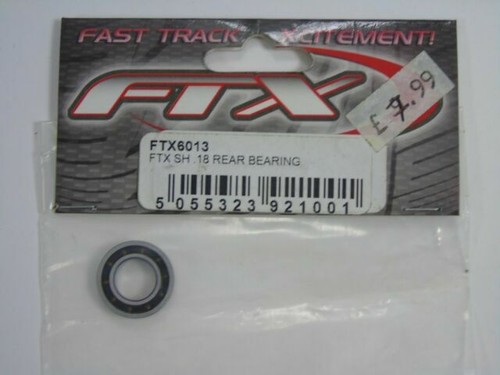 FAST TRACK EXCITEMENT!
FTX
£7.99
FTX6013
FTX SH .18 REAR BEARING
5 055323 921001